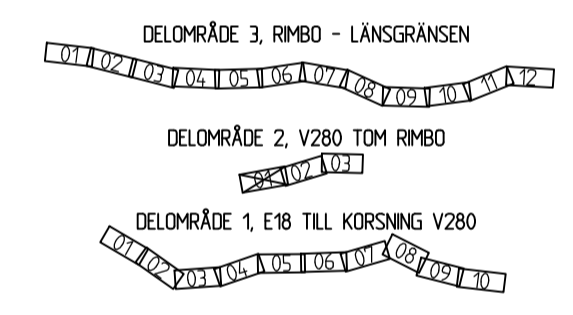 DELOMRÅDE 3, RIMBO - LÄNSGRÄNSEN
01 02 03 04 05 06 07 08 09 10 11 12
DELOMRÅDE 2, V280 TOM RIMBO
01 02 03
DELOMRÅDE 1, E18 TILL KORSNING V280
01 02 03 04 05 06 07 08 09 10